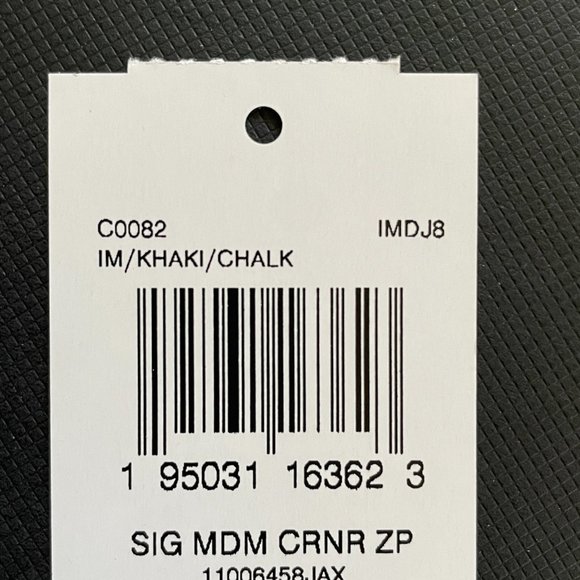 C0082 IMDJ8
IM/KHAKI/CHALK
1 95031 16362 3
SIG MDM CRNR ZP
11006458JAX